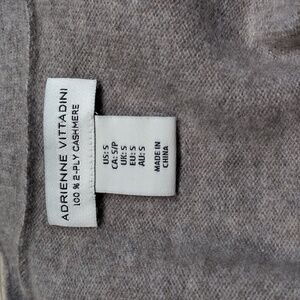 ADRIENNE VITTADINI
100 % 2-PLY CASHMERE
US: S
CA: S/P
UK: S
EU: S
AU: S
MADE IN
CHINA